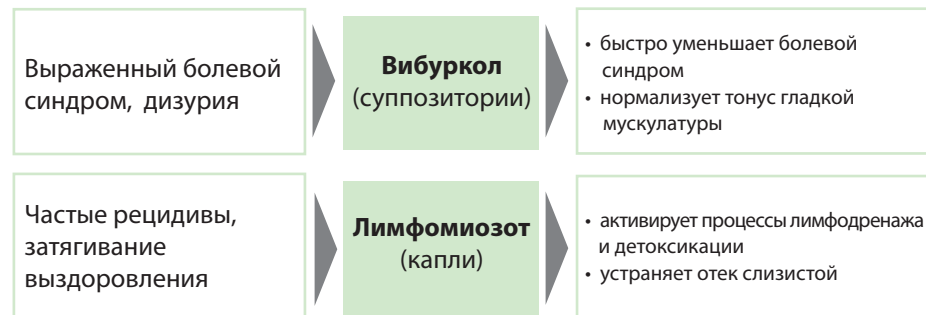 Выраженный болевой
синдром, дизурия
Вибуркол
(суппозитории)
• быстро уменьшает болевой
синдром
• нормализует тонус гладкой
мускулатуры
Частые рецидивы,
затягивание
выздоровления
Лимфомиозот
(капли)
• активирует процессы лимфодренажа
и детоксикации
• устраняет отек слизистой